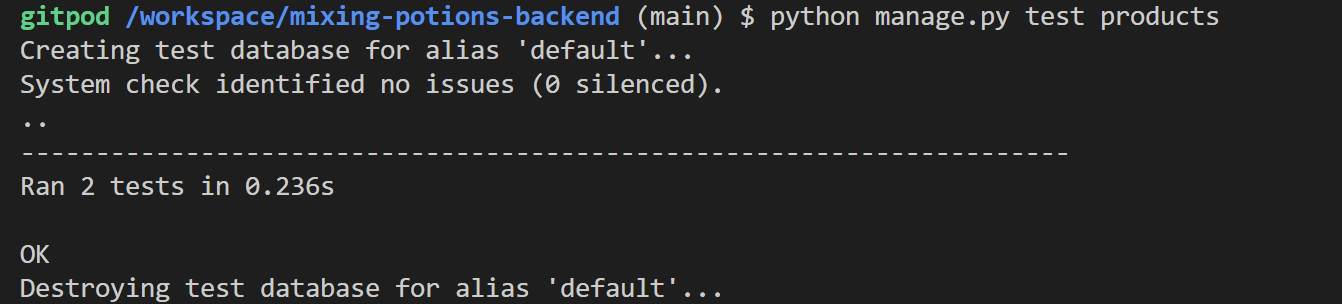 gitpod /workspace/mixing-potions-backend (main) $ python manage.py test products
Creating test database for alias 'default'...
System check identified no issues (0 silenced).
..
----------------------------------------------------------------------
Ran 2 tests in 0.236s

OK
Destroying test database for alias 'default'...